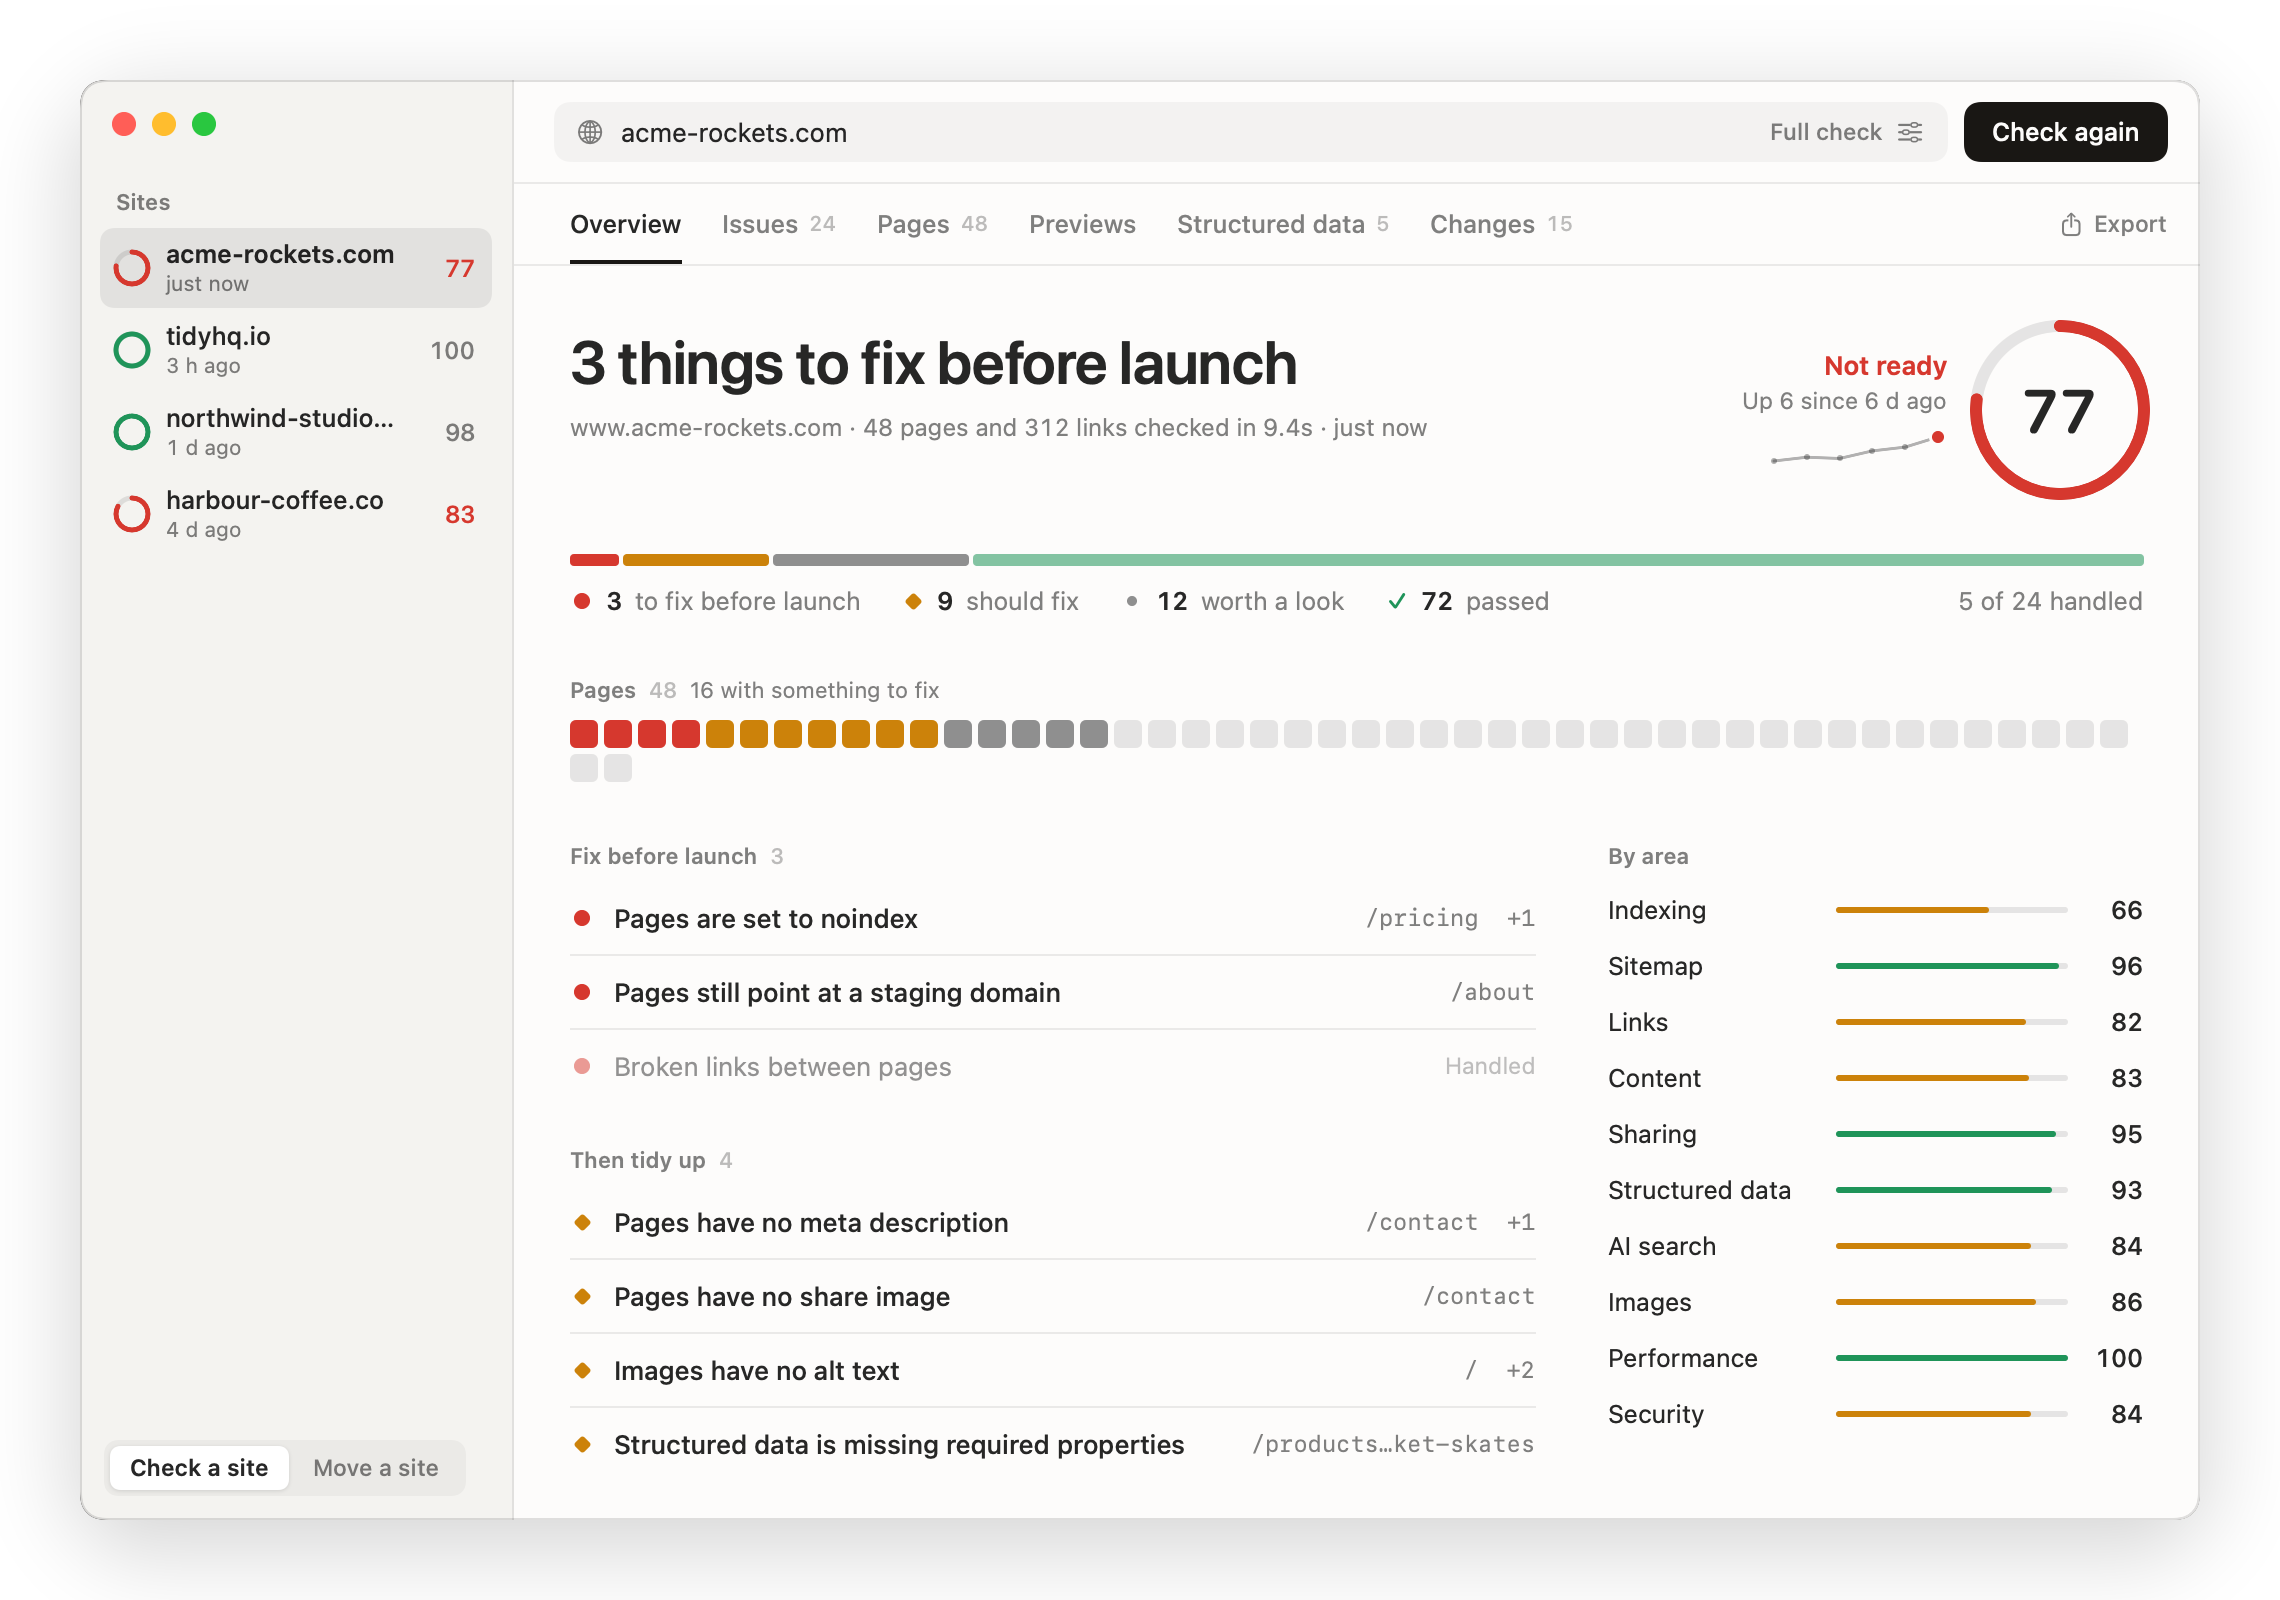 Sites
acme-rockets.com 77
just now
tidyhq.io 100
3 h ago
northwind-studio... 98
1 d ago
harbour-coffee.co 83
4 d ago
Check a site Move a site
acme-rockets.com Full check Check again
Overview Issues 24 Pages 48 Previews Structured data 5 Changes 15 Export
3 things to fix before launch
www.acme-rockets.com · 48 pages and 312 links checked in 9.4s · just now
Not ready
Up 6 since 6 d ago
77
3 to fix before launch 9 should fix 12 worth a look 72 passed 5 of 24 handled
Pages 48 16 with something to fix
Fix before launch 3
Pages are set to noindex /pricing +1
Pages still point at a staging domain /about
Broken links between pages Handled
Then tidy up 4
Pages have no meta description /contact +1
Pages have no share image /contact
Images have no alt text / +2
Structured data is missing required properties /products…ket-skates
By area
Indexing 66
Sitemap 96
Links 82
Content 83
Sharing 95
Structured data 93
AI search 84
Images 86
Performance 100
Security 84